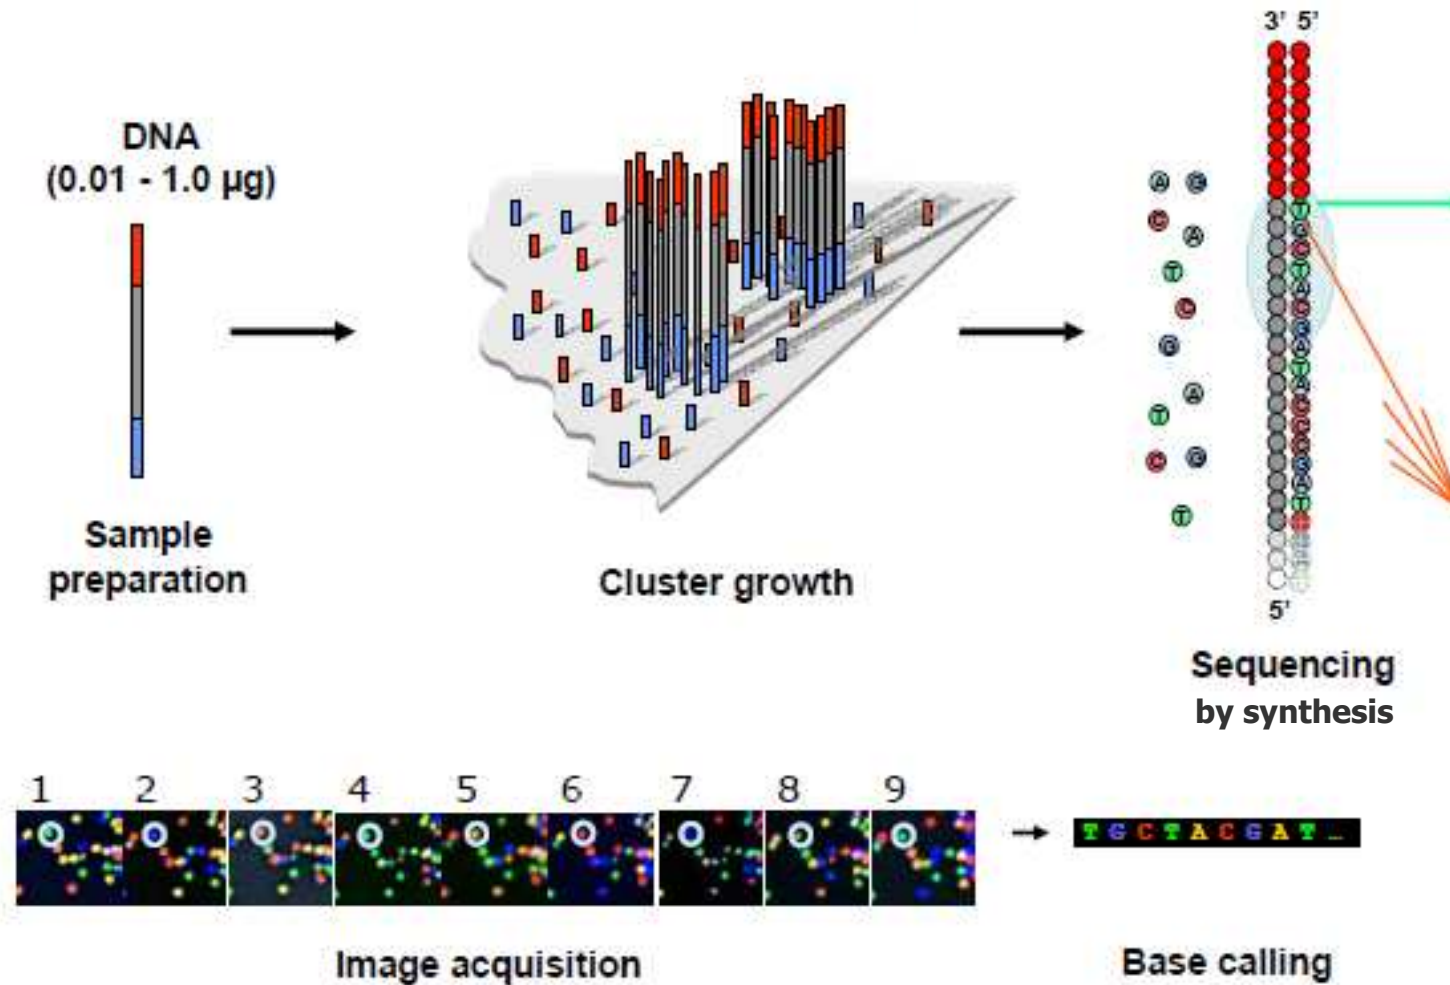 3’ 5’
DNA
(0.01 - 1.0 µg)
A G
C
A
T
C
G
A
T
C G
T
T
G
C
T
A
C
G
A
T
A
C
C
C
G
A
T
5’
Sample
preparation
Cluster growth
Sequencing
by synthesis
1 2 3 4 5 6 7 8 9
T G C T A C G A T ...
Image acquisition
Base calling